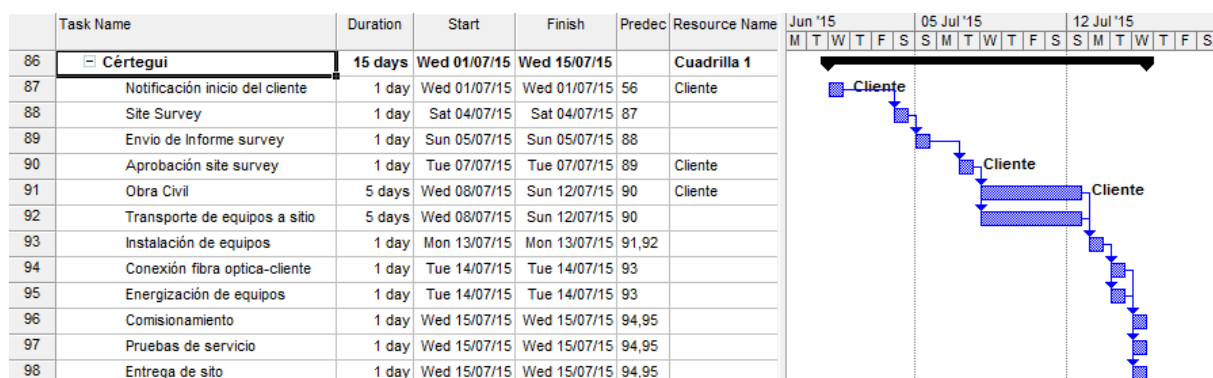 Task Name Duration Start Finish Predec Resource Name Jun '15 05 Jul '15 12 Jul '15
M T W T F S S M T W T F S S M T W T F S
86 Cértegui 15 days Wed 01/07/15 Wed 15/07/15 Cuadrilla 1
87 Notificación inicio del cliente 1 day Wed 01/07/15 Wed 01/07/15 56 Cliente Cliente
88 Site Survey 1 day Sat 04/07/15 Sat 04/07/15 87
89 Envio de Informe survey 1 day Sun 05/07/15 Sun 05/07/15 88
90 Aprobación site survey 1 day Tue 07/07/15 Tue 07/07/15 89 Cliente Cliente
91 Obra Civil 5 days Wed 08/07/15 Sun 12/07/15 90 Cliente Cliente
92 Transporte de equipos a sitio 5 days Wed 08/07/15 Sun 12/07/15 90
93 Instalación de equipos 1 day Mon 13/07/15 Mon 13/07/15 91,92
94 Conexión fibra optica-cliente 1 day Tue 14/07/15 Tue 14/07/15 93
95 Energización de equipos 1 day Tue 14/07/15 Tue 14/07/15 93
96 Comisionamiento 1 day Wed 15/07/15 Wed 15/07/15 94,95
97 Pruebas de servicio 1 day Wed 15/07/15 Wed 15/07/15 94,95
98 Entrega de sito 1 day Wed 15/07/15 Wed 15/07/15 94,95